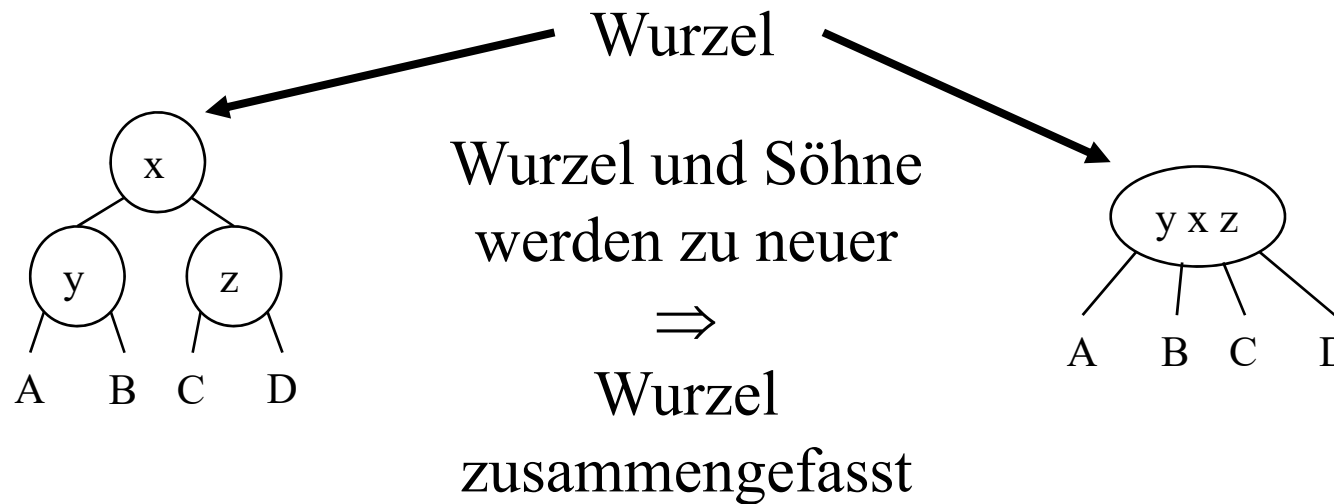 Wurzel
x
Wurzel und Söhne
werden zu neuer
y x z
y
z
⇒
A B C D
A B C
Wurzel
zusammengefasst